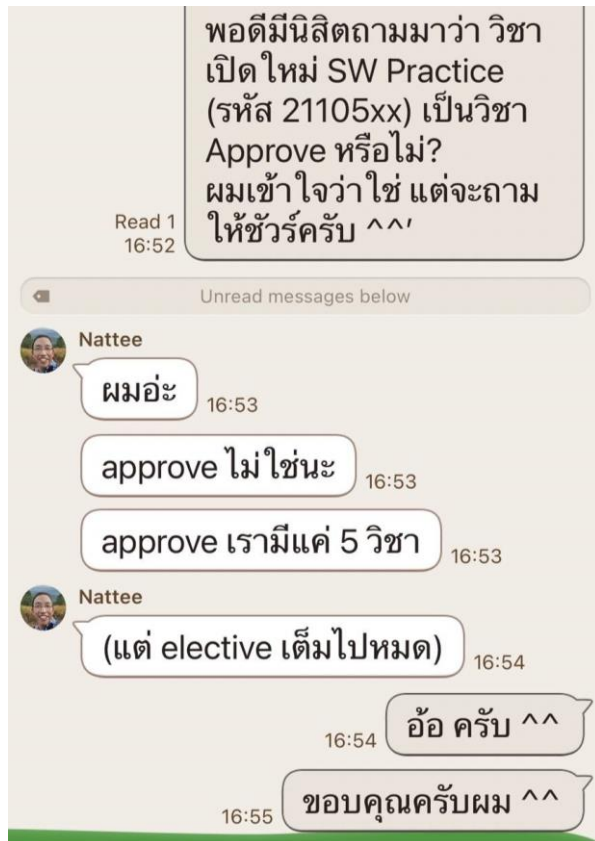 พอดีมีนิสิตถามมาว่า วิชา
เปิดใหม่ SW Practice
(รหัส 21105xx) เป็นวิชา
Approve หรือไม่?
ผมเข้าใจว่าใช่ แต่จะถาม
ให้ชัวร์ครับ ^^'
Read 1
16:52
Unread messages below
Nattee
ผมอ่ะ
16:53
approve ไม่ใช่นะ
16:53
approve เรามีแค่ 5 วิชา
16:53
Nattee
(แต่ elective เต็มไปหมด)
16:54
อ้อ ครับ ^^
16:54
ขอบคุณครับผม ^^
16:55